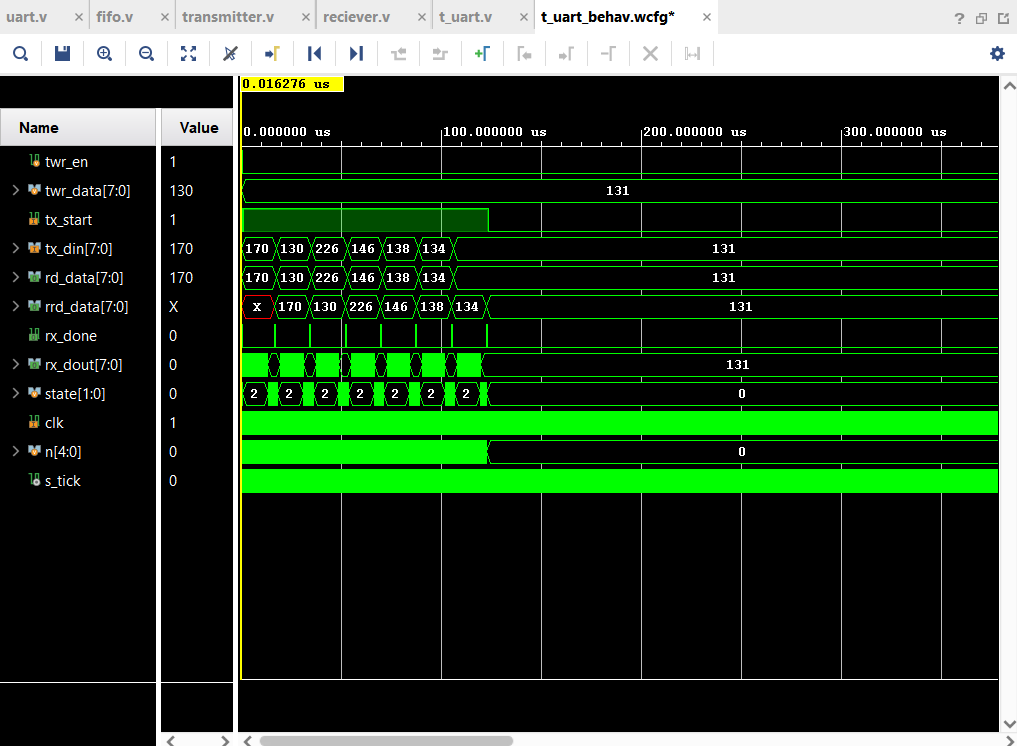 uart.v × fifo.v × transmitter.v × reciever.v × t_uart.v × t_uart_behav.wcfg* × ?
0.016276 us
Name Value 0.000000 us 100.000000 us 200.000000 us 300.000000 us
twr_en 1
twr_data[7:0] 130 131
tx_start 1
tx_din[7:0] 170 170 130 226 146 138 134 131
rd_data[7:0] 170 170 130 226 146 138 134 131
rrd_data[7:0] X X 170 130 226 146 138 134 131
rx_done 0
rx_dout[7:0] 0 131
state[1:0] 0 2 2 2 2 2 2 2 0
clk 1
n[4:0] 0 0
s_tick 0